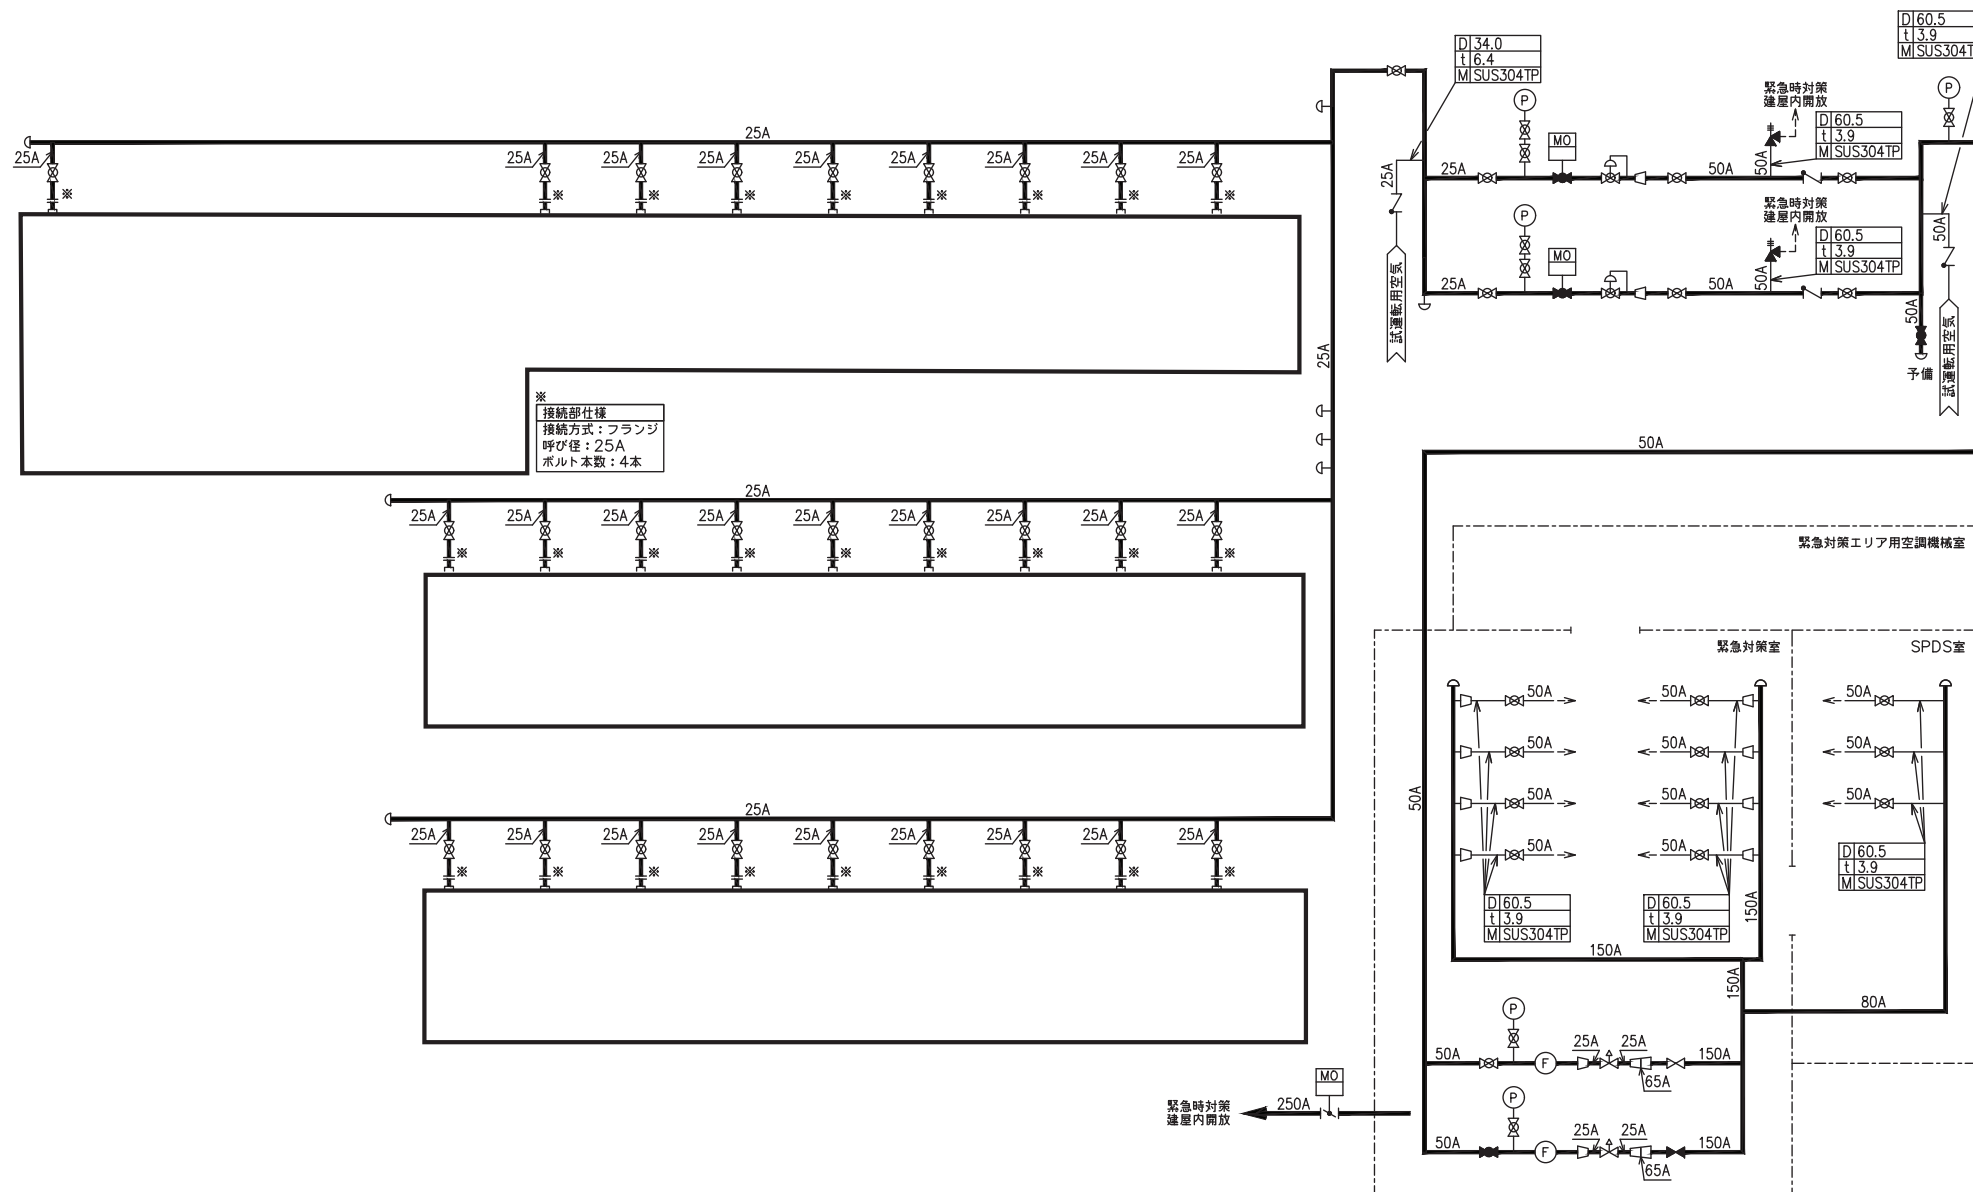 D 60.5
t 3.9
M SUS304T
D 34.0
t 6.4
M SUS304TP
P
P
緊急時対策
建屋内開放
D 60.5
t 3.9
M SUS304TP
MO
25A
25A 25A 25A 25A 25A 25A 25A 25A 25A
※ ※ ※ ※ ※ ※ ※ ※ ※
25A
25A
50A
50A
緊急時対策
建屋内開放
P
MO
D 60.5
t 3.9
M SUS304TP
50A
25A
50A
50A
50A
試運転用空気
試運転用空気
予備
25A
※
接続部仕様
接続方式：フランジ
呼び径：25A
ボルト本数：4本
50A
25A
25A 25A 25A 25A 25A 25A 25A 25A 25A
※ ※ ※ ※ ※ ※ ※ ※ ※
緊急対策エリア用空調機械室
緊急対策室
SPDS室
50A 50A 50A
50A 50A 50A
50A 50A 50A
50A 50A
50A
D 60.5
t 3.9
M SUS304TP
D 60.5
t 3.9
M SUS304TP
D 60.5
t 3.9
M SUS304TP
150A
150A
150A
80A
25A
25A 25A 25A 25A 25A 25A 25A 25A 25A
※ ※ ※ ※ ※ ※ ※ ※ ※
P
50A F 25A 25A 150A
65A
MO
緊急時対策
建屋内開放
250A
P
50A F 25A 25A 150A
65A